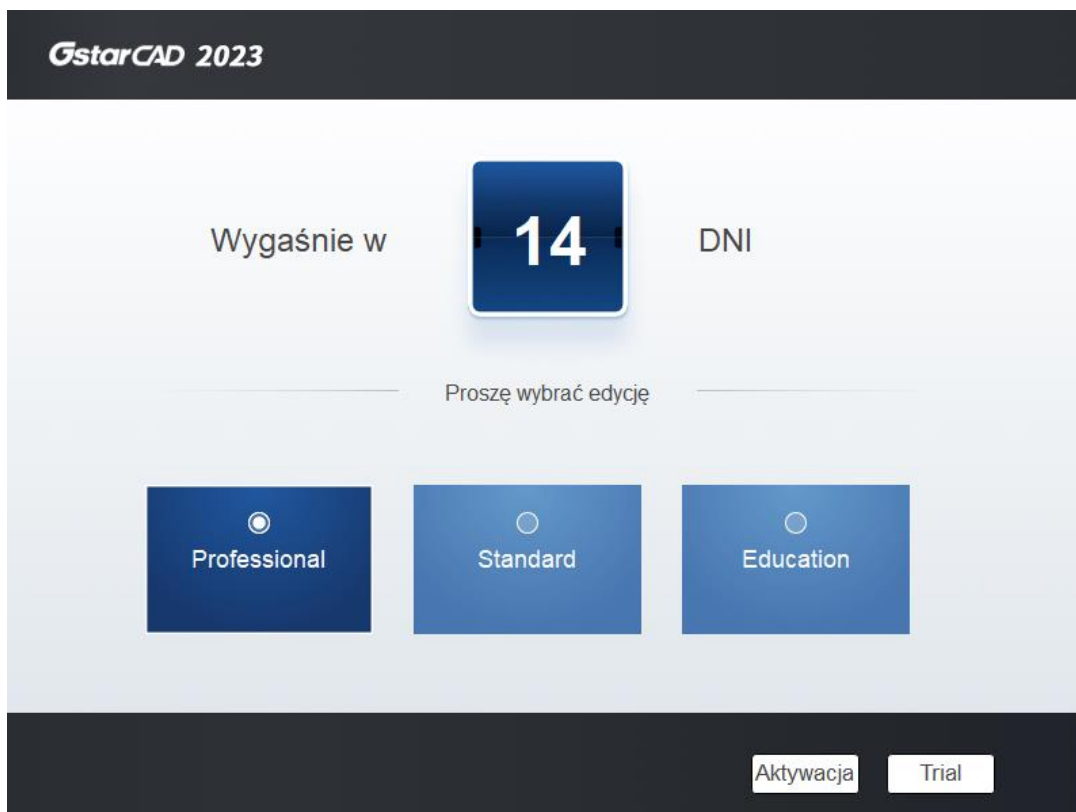 GstarCAD 2023
Wygaśnie w 14 DNI
Proszę wybrać edycję
Professional Standard Education
Aktywacja Trial